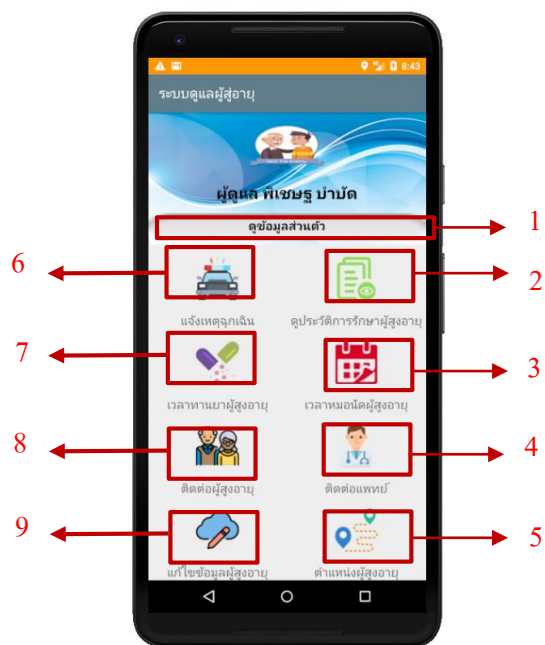 8:43
ระบบดูแลผู้สู่อายุ
ผู้ดูแล พิเชษฐ บำบัด
ดูข้อมูลส่วนตัว
1
6
2
แจ้งเหตุฉุกเฉิน
ดูประวัติการรักษาผู้สูงอายุ
7
3
เวลาทานยาผู้สูงอายุ
เวลาหมอนัดผู้สูงอายุ
8
4
ติดต่อผู้สูงอายุ
ติดต่อแพทย์
9
5
แก้ไขข้อมูลผู้สูงอายุ
ตำแหน่งผู้สูงอายุ